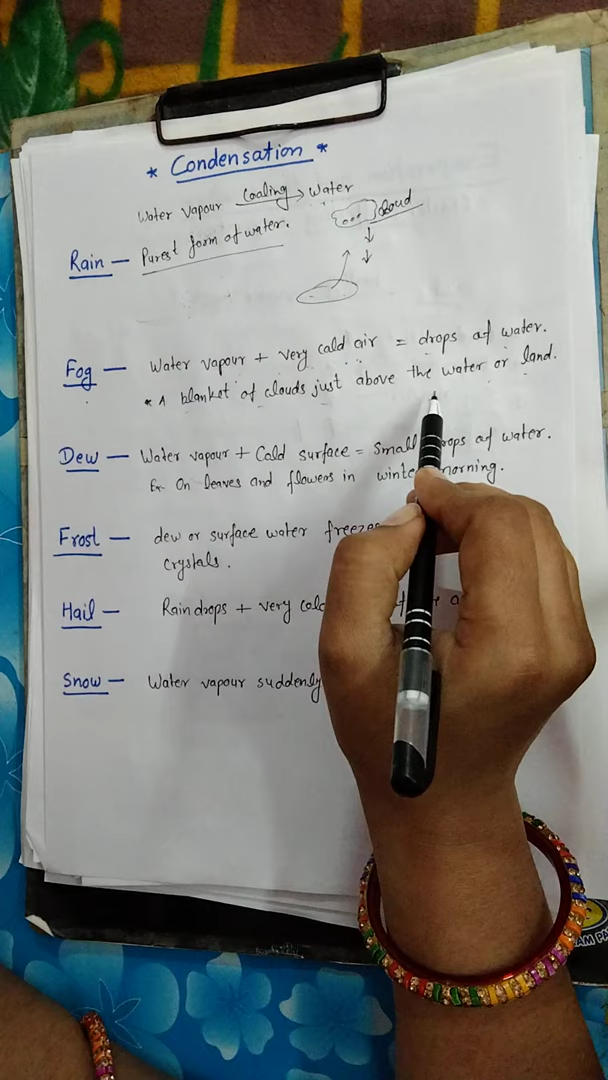 * Condensation *
Water vapour cooling → Water
cloud
Rain — Purest form of water.
Fog — Water vapour + very cold air = drops of water.
* A blanket of clouds just above the water or land.
Dew — Water vapour + Cold surface = Small drops of water.
Ex On leaves and flowers in winter morning.
Frost — dew or surface water freezes
crystals.
Hail — Raindrops + very cold
Snow — Water vapour suddenly